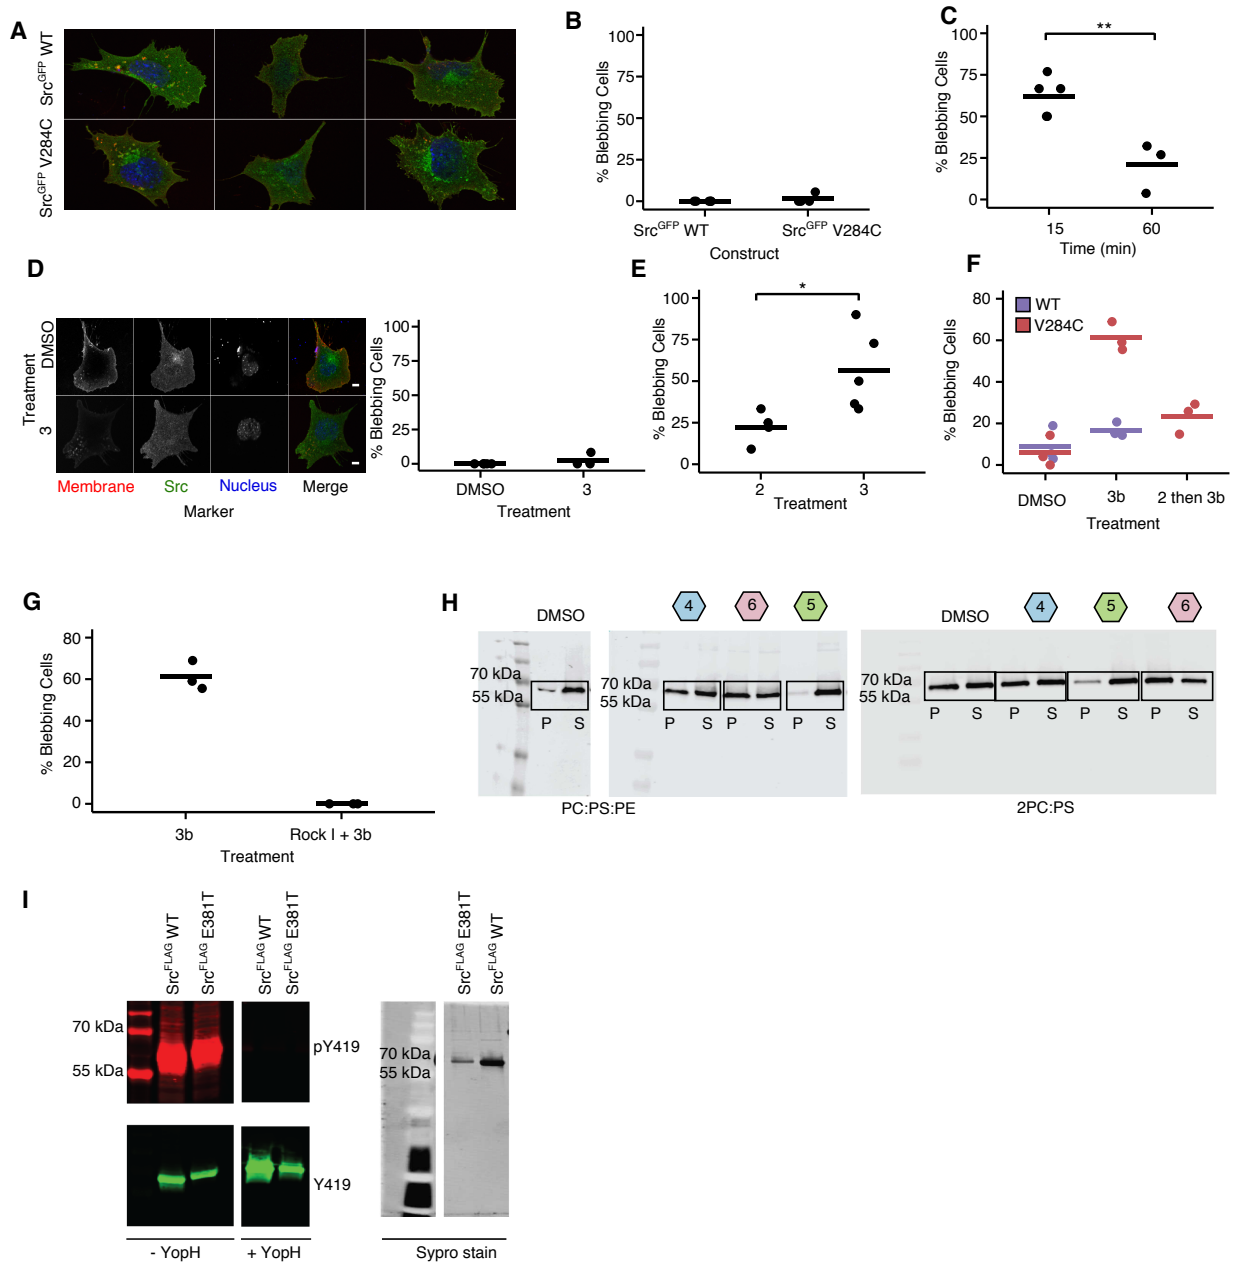 A
Src^GFP WT
Src^GFP V284C
B
% Blebbing Cells
100
75
50
25
0
Src^GFP WT
Src^GFP V284C
Construct
C
% Blebbing Cells
100
75
50
25
0
**
15
60
Time (min)
D
Treatment
DMSO
3
Membrane
Src
Nucleus
Merge
Marker
% Blebbing Cells
100
75
50
25
0
DMSO
3
Treatment
E
% Blebbing Cells
100
75
50
25
0
*
2
3
Treatment
F
% Blebbing Cells
80
60
40
20
0
WT
V284C
DMSO
3b
2 then 3b
Treatment
G
% Blebbing Cells
80
60
40
20
0
3b
Rock I + 3b
Treatment
H
DMSO
4
6
5
70 kDa
55 kDa
P S
70 kDa
55 kDa
P S P S P S
PC:PS:PE
DMSO
4
5
6
70 kDa
55 kDa
P S P S P S P S
2PC:PS
I
Src^FLAG WT
Src^FLAG E381T
Src^FLAG WT
Src^FLAG E381T
70 kDa
55 kDa
pY419
Y419
- YopH
+ YopH
Src^FLAG E381T
Src^FLAG WT
70 kDa
55 kDa
Sypro stain